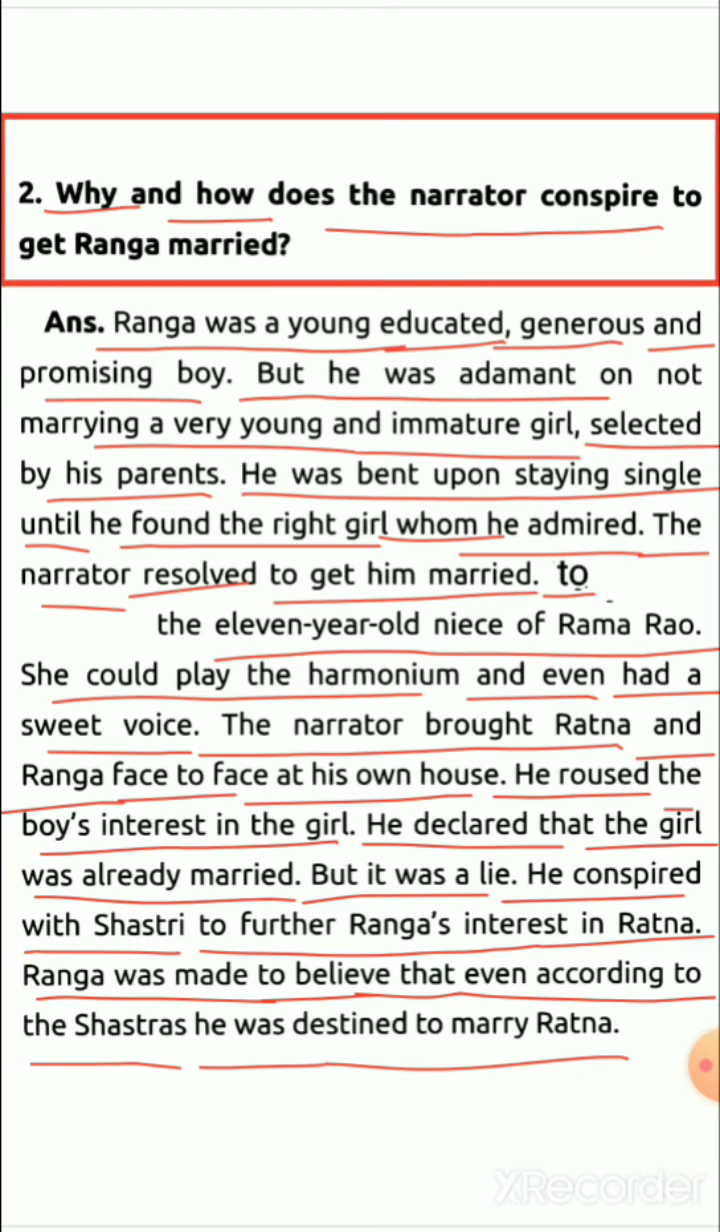 2. Why and how does the narrator conspire to
get Ranga married?
Ans. Ranga was a young educated, generous and
promising boy. But he was adamant on not
marrying a very young and immature girl, selected
by his parents. He was bent upon staying single
until he found the right girl whom he admired. The
narrator resolved to get him married. to
the eleven-year-old niece of Rama Rao.
She could play the harmonium and even had a
sweet voice. The narrator brought Ratna and
Ranga face to face at his own house. He roused the
boy's interest in the girl. He declared that the girl
was already married. But it was a lie. He conspired
with Shastri to further Ranga's interest in Ratna.
Ranga was made to believe that even according to
the Shastras he was destined to marry Ratna.
XRecorder